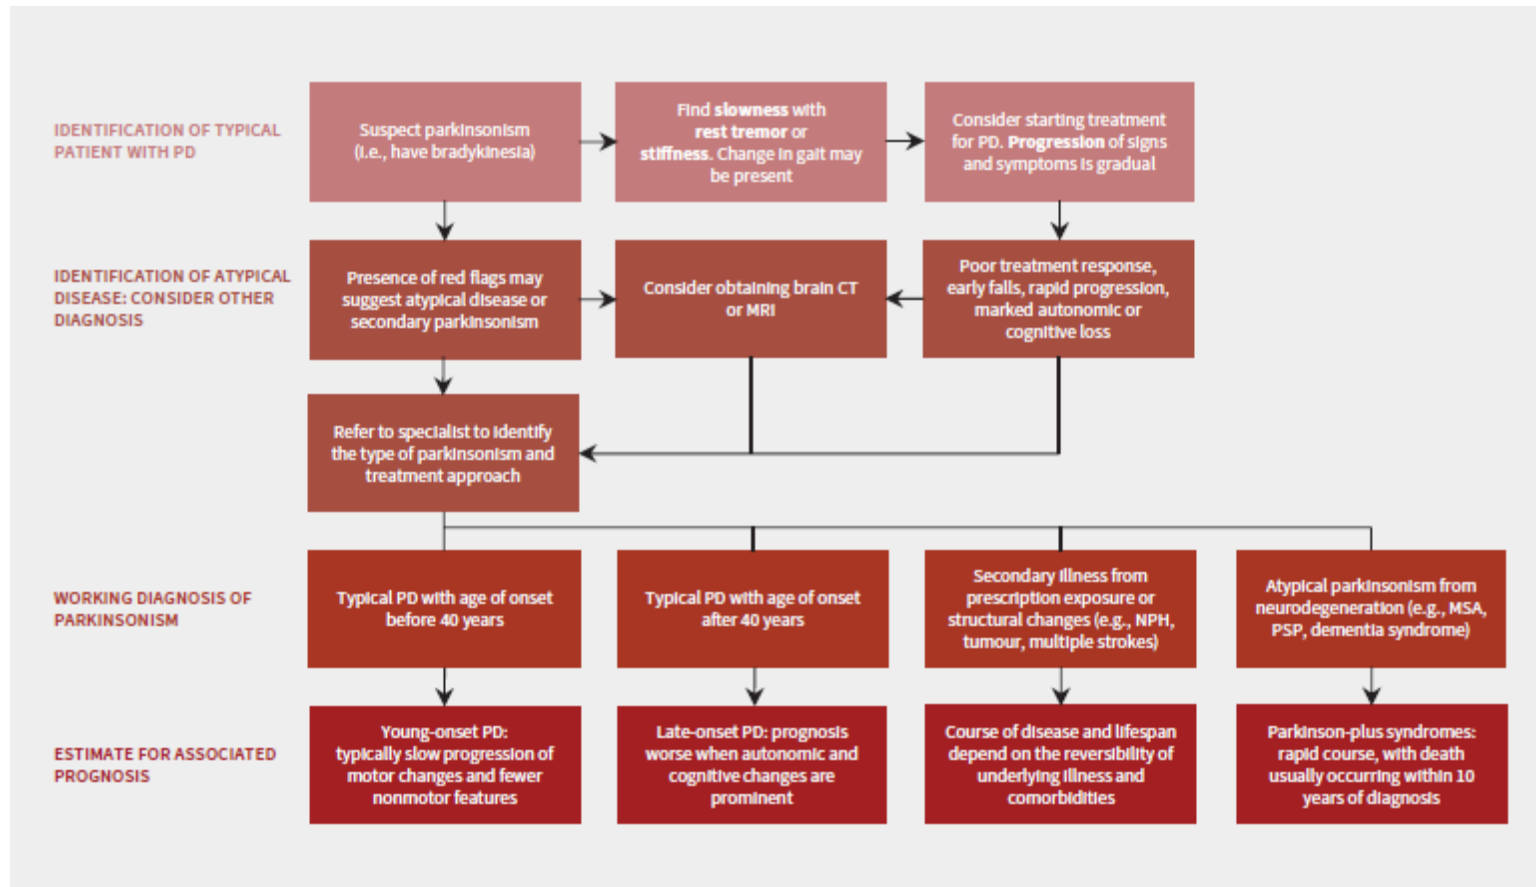 IDENTIFICATION OF TYPICAL
PATIENT WITH PD
Suspect parkinsonism
(i.e., have bradykinesia)
Find slowness with
rest tremor or
stiffness. Change in gait may
be present
Consider starting treatment
for PD. Progression of signs
and symptoms is gradual
IDENTIFICATION OF ATYPICAL
DISEASE: CONSIDER OTHER
DIAGNOSIS
Presence of red flags may
suggest atypical disease or
secondary parkinsonism
Consider obtaining brain CT
or MRI
Poor treatment response,
early falls, rapid progression,
marked autonomic or
cognitive loss
Refer to specialist to identify
the type of parkinsonism and
treatment approach
WORKING DIAGNOSIS OF
PARKINSONISM
Typical PD with age of onset
before 40 years
Typical PD with age of onset
after 40 years
Secondary illness from
prescription exposure or
structural changes (e.g., NPH,
tumour, multiple strokes)
Atypical parkinsonism from
neurodegeneration (e.g., MSA,
PSP, dementia syndrome)
ESTIMATE FOR ASSOCIATED
PROGNOSIS
Young-onset PD:
typically slow progression of
motor changes and fewer
nonmotor features
Late-onset PD: prognosis
worse when autonomic and
cognitive changes are
prominent
Course of disease and lifespan
depend on the reversibility of
underlying illness and
comorbidities
Parkinson-plus syndromes:
rapid course, with death
usually occurring within 10
years of diagnosis